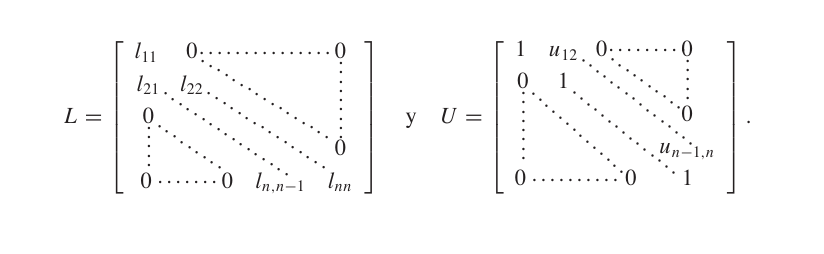 l11 0 0 1 u12 0 0
l21 l22 0 1
L = 0 y U = 0 .
0 un−1,n
0 0 ln,n−1 lnn 0 0 1